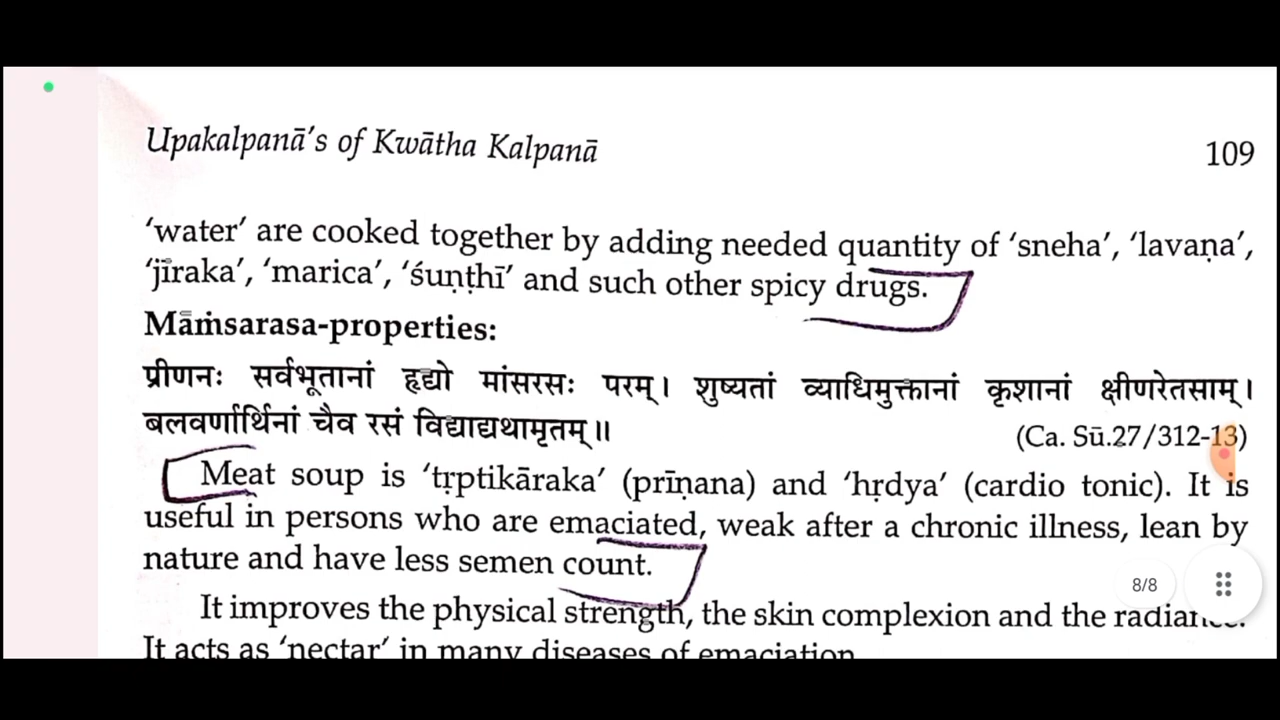 Upakalpanā's of Kwātha Kalpanā 109
'water' are cooked together by adding needed quantity of 'sneha', 'lavaṇa',
'jīraka', 'marica', 'śuṇṭhī' and such other spicy drugs.
Māṁsarasa-properties:
प्रीणनः सर्वभूतानां हृद्यो मांसरसः परम्। शुष्यतां व्याधिमुक्तानां कृशानां क्षीणरेतसाम्।
बलवर्णार्थिनां चैव रसं विद्याद्यथामृतम्॥ (Ca. Sū.27/312-13)
Meat soup is 'tṛptikāraka' (prīṇana) and 'hṛdya' (cardio tonic). It is
useful in persons who are emaciated, weak after a chronic illness, lean by
nature and have less semen count.
8/8
It improves the physical strength, the skin complexion and the radiance.
It acts as 'nectar' in many diseases of emaciation